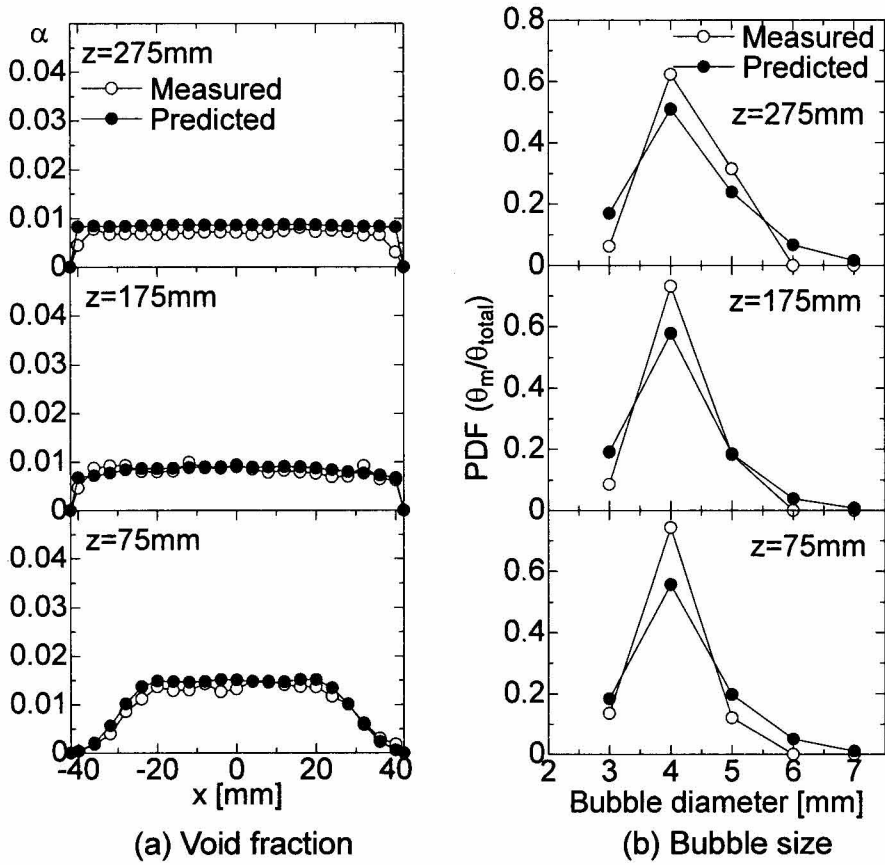 α
0.04
0.03
0.02
0.01
0
z=275mm
Measured
Predicted
0.04
0.03
0.02
0.01
0
z=175mm
0.04
0.03
0.02
0.01
0
z=75mm
-40 -20 0 20 40
x [mm]
(a) Void fraction
PDF (θm/θtotal)
0.8
0.6
0.4
0.2
0
Measured
Predicted
z=275mm
0.6
0.4
0.2
0
z=175mm
0.6
0.4
0.2
0
z=75mm
2 3 4 5 6 7
Bubble diameter [mm]
(b) Bubble size